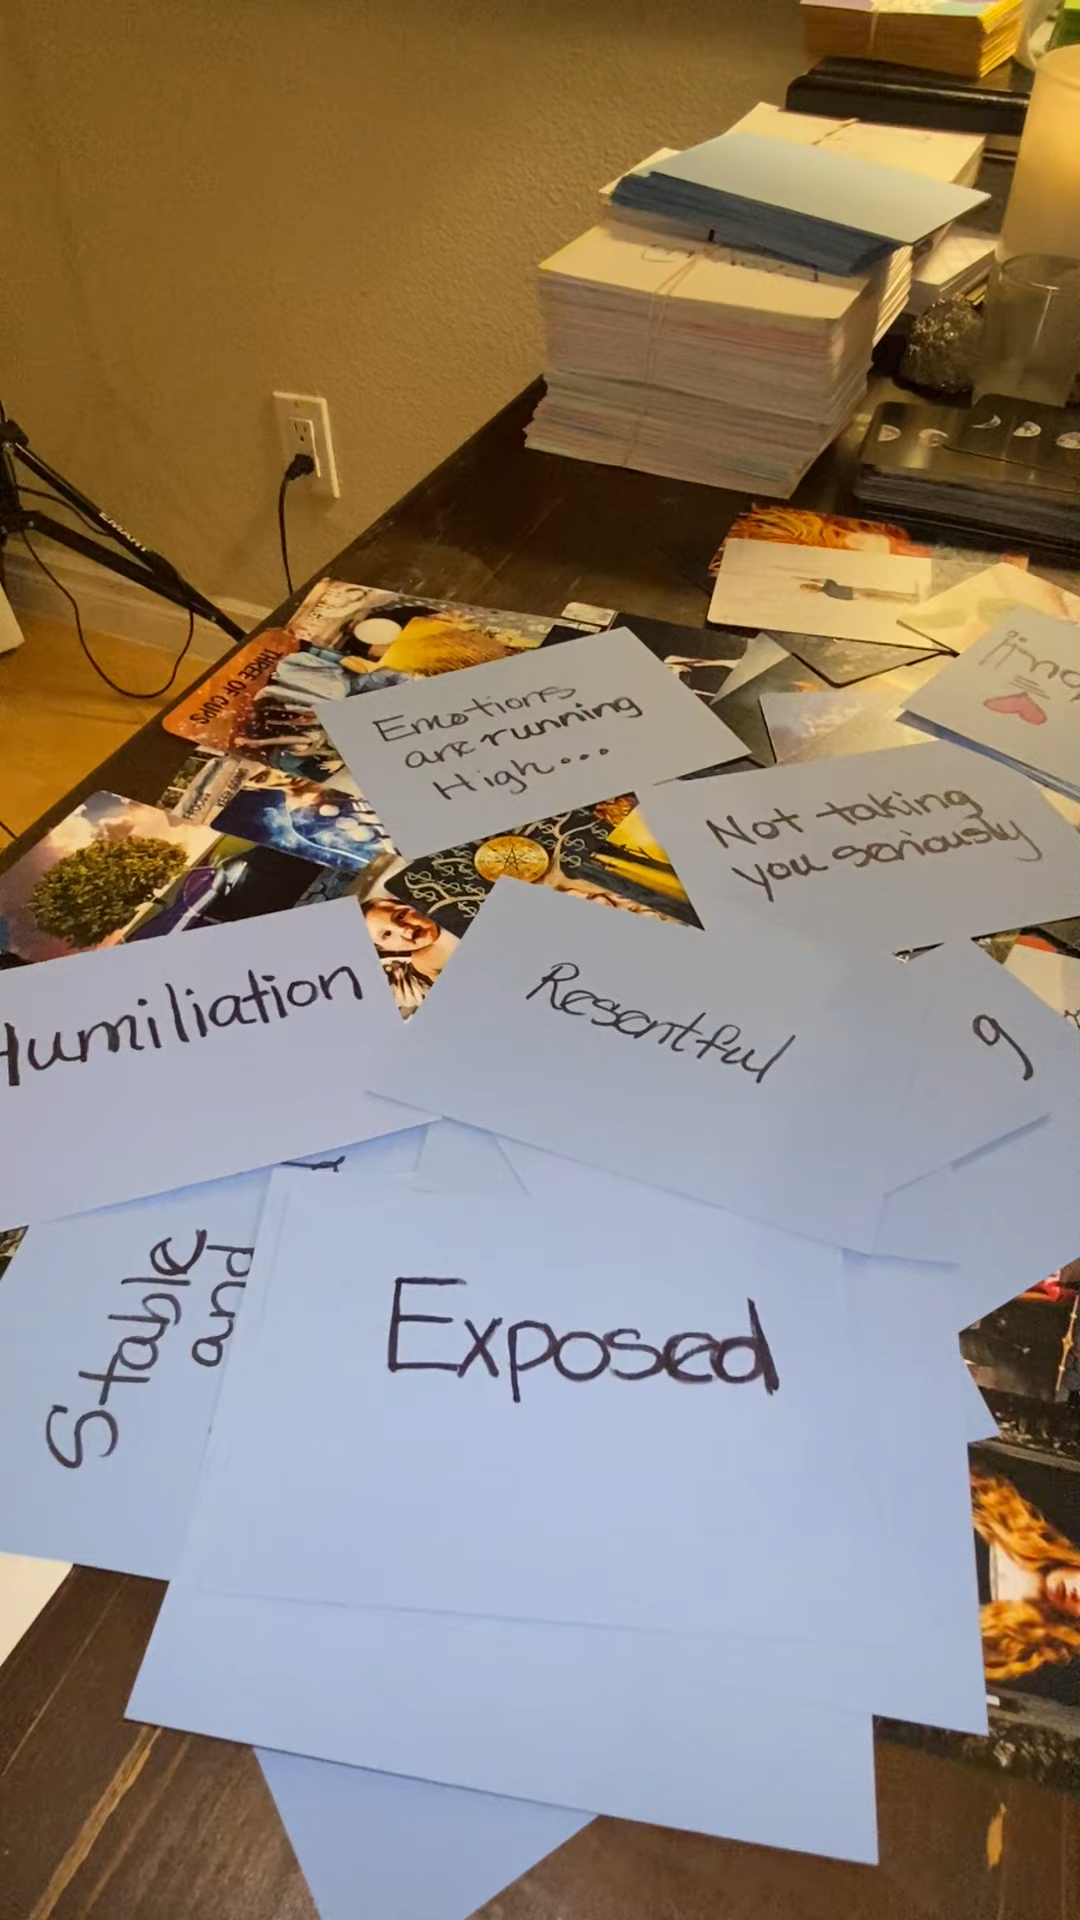 THREE OF CUPS
Emotions
are running
High...
Not taking
you seriously
Humiliation
Resentful
g
Stable
and
Exposed